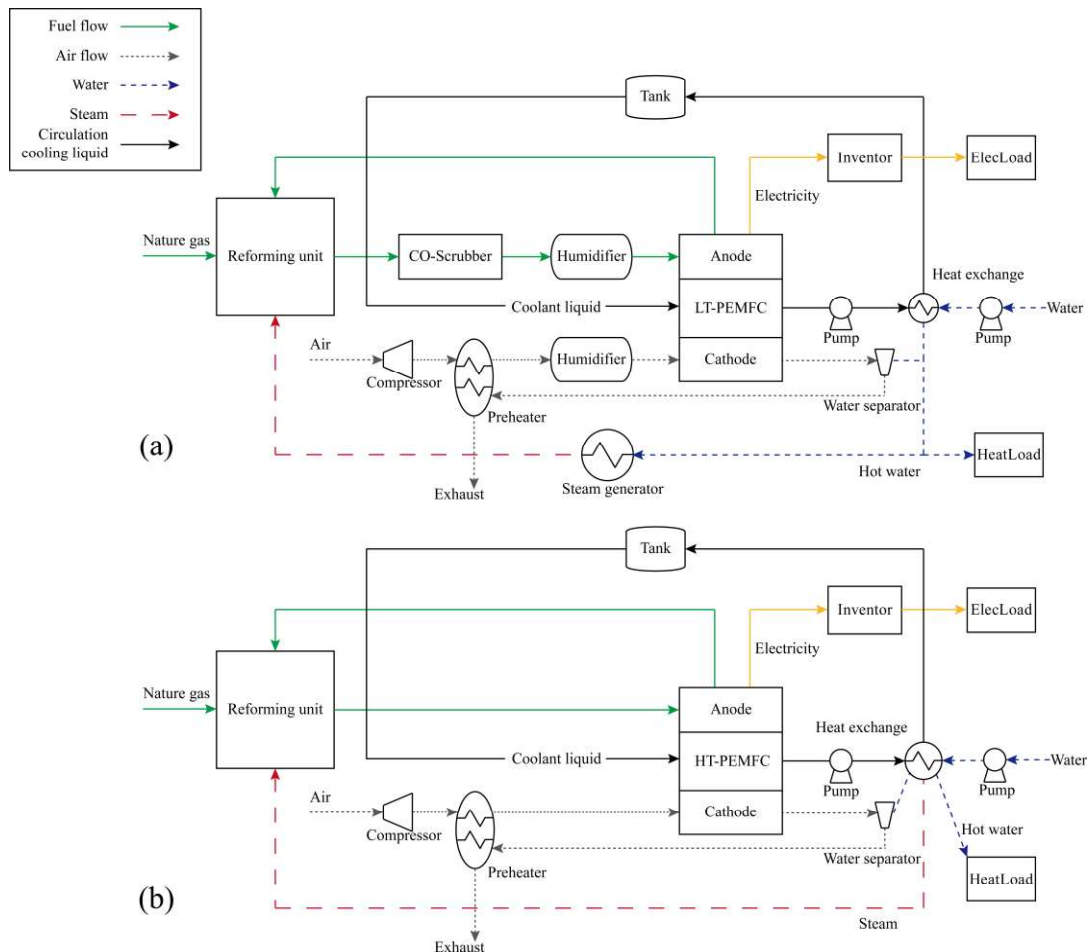 Fuel flow
Air flow
Water
Steam
Circulation
cooling liquid
Tank
Inventor
ElecLoad
Electricity
Nature gas
Reforming unit
CO-Scrubber
Humidifier
Anode
Heat exchange
Coolant liquid
LT-PEMFC
Pump
Pump
Water
Air
Compressor
Humidifier
Cathode
Preheater
Water separator
(a)
Hot water
HeatLoad
Steam generator
Exhaust
Tank
Inventor
ElecLoad
Electricity
Nature gas
Reforming unit
Anode
Heat exchange
Coolant liquid
HT-PEMFC
Pump
Pump
Water
Air
Compressor
Cathode
Hot water
Preheater
Water separator
HeatLoad
(b)
Steam
Exhaust